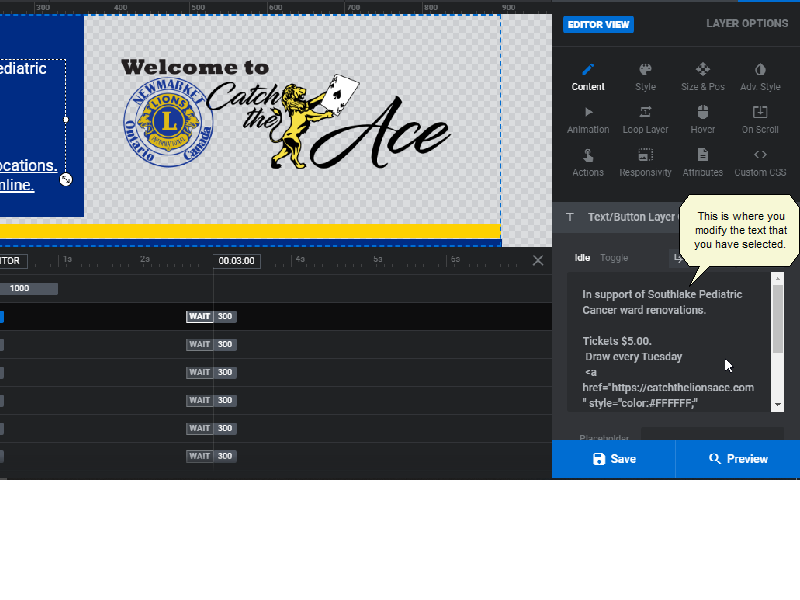 300 400 500 600 700 800 900
EDITOR VIEW
LAYER OPTIONS
Content
Style
Size & Pos
Adv. Style
Animation
Loop Layer
Hover
On Scroll
Actions
Responsivity
Attributes
Custom CSS
ediatric
ocations.
nline.
Welcome to
NEWMARKET
LIONS
L
INTERNATIONAL
Ontario Canada
Catch
the
Ace
Text/Button Layer
This is where you
modify the text that
you have selected.
Idle Toggle
In support of Southlake Pediatric
Cancer ward renovations.
Tickets $5.00.
Draw every Tuesday
<a
href="https://catchthelionsace.com
" style="color:#FFFFFF;"
Placeholder
Save
Preview
ITOR
1s 2s 00:03:00 4s 5s 6s
1000
WAIT 300
WAIT 300
WAIT 300
WAIT 300
WAIT 300
WAIT 300